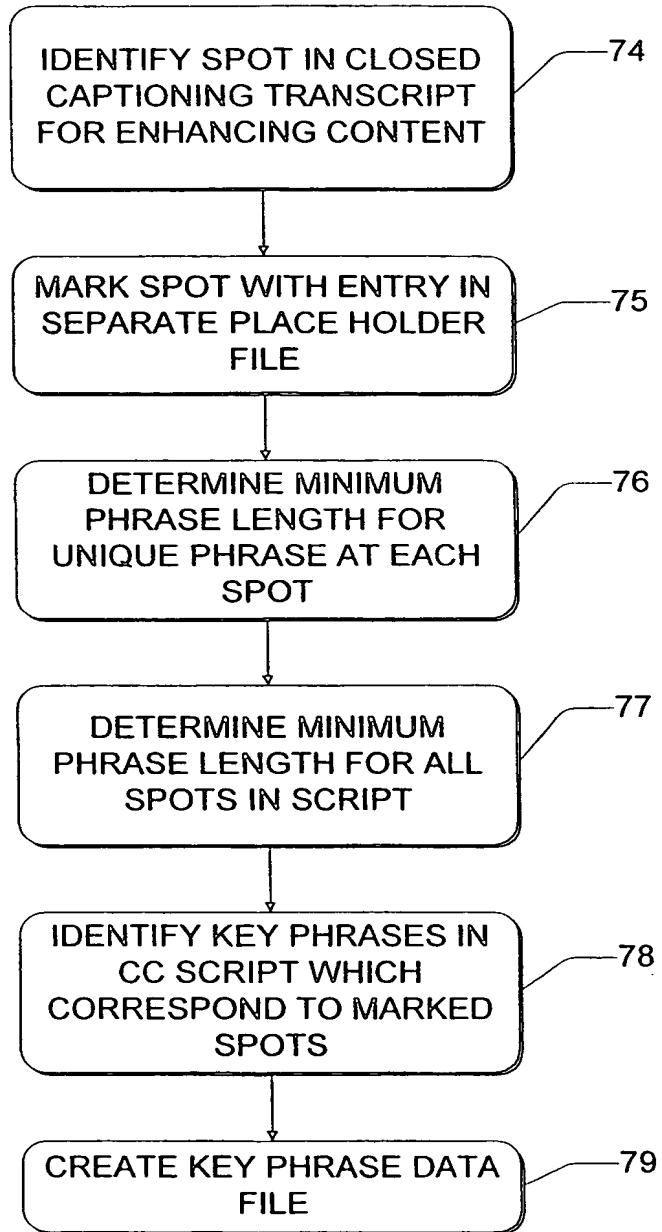 IDENTIFY SPOT IN CLOSED
CAPTIONING TRANSCRIPT
FOR ENHANCING CONTENT
74
MARK SPOT WITH ENTRY IN
SEPARATE PLACE HOLDER
FILE
75
DETERMINE MINIMUM
PHRASE LENGTH FOR
UNIQUE PHRASE AT EACH
SPOT
76
DETERMINE MINIMUM
PHRASE LENGTH FOR ALL
SPOTS IN SCRIPT
77
IDENTIFY KEY PHRASES IN
CC SCRIPT WHICH
CORRESPOND TO MARKED
SPOTS
78
CREATE KEY PHRASE DATA
FILE
79